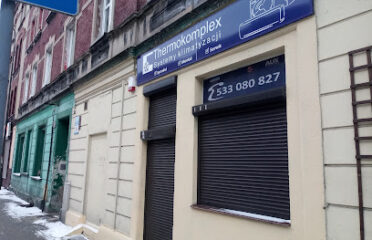 Thermokomplex
Systemy klimatyzacji
533 080 827